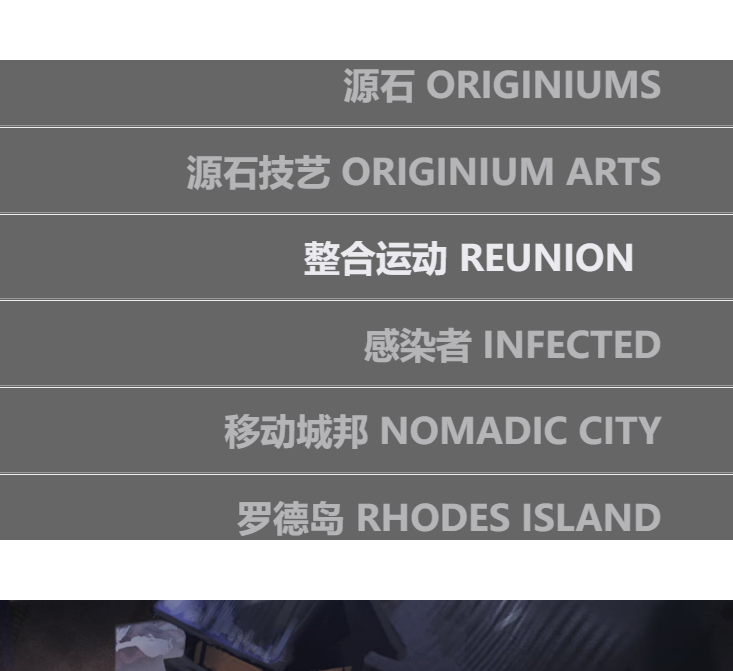 源石 ORIGINIUMS
源石技艺 ORIGINIUM ARTS
整合运动 REUNION
感染者 INFECTED
移动城邦 NOMADIC CITY
罗德岛 RHODES ISLAND